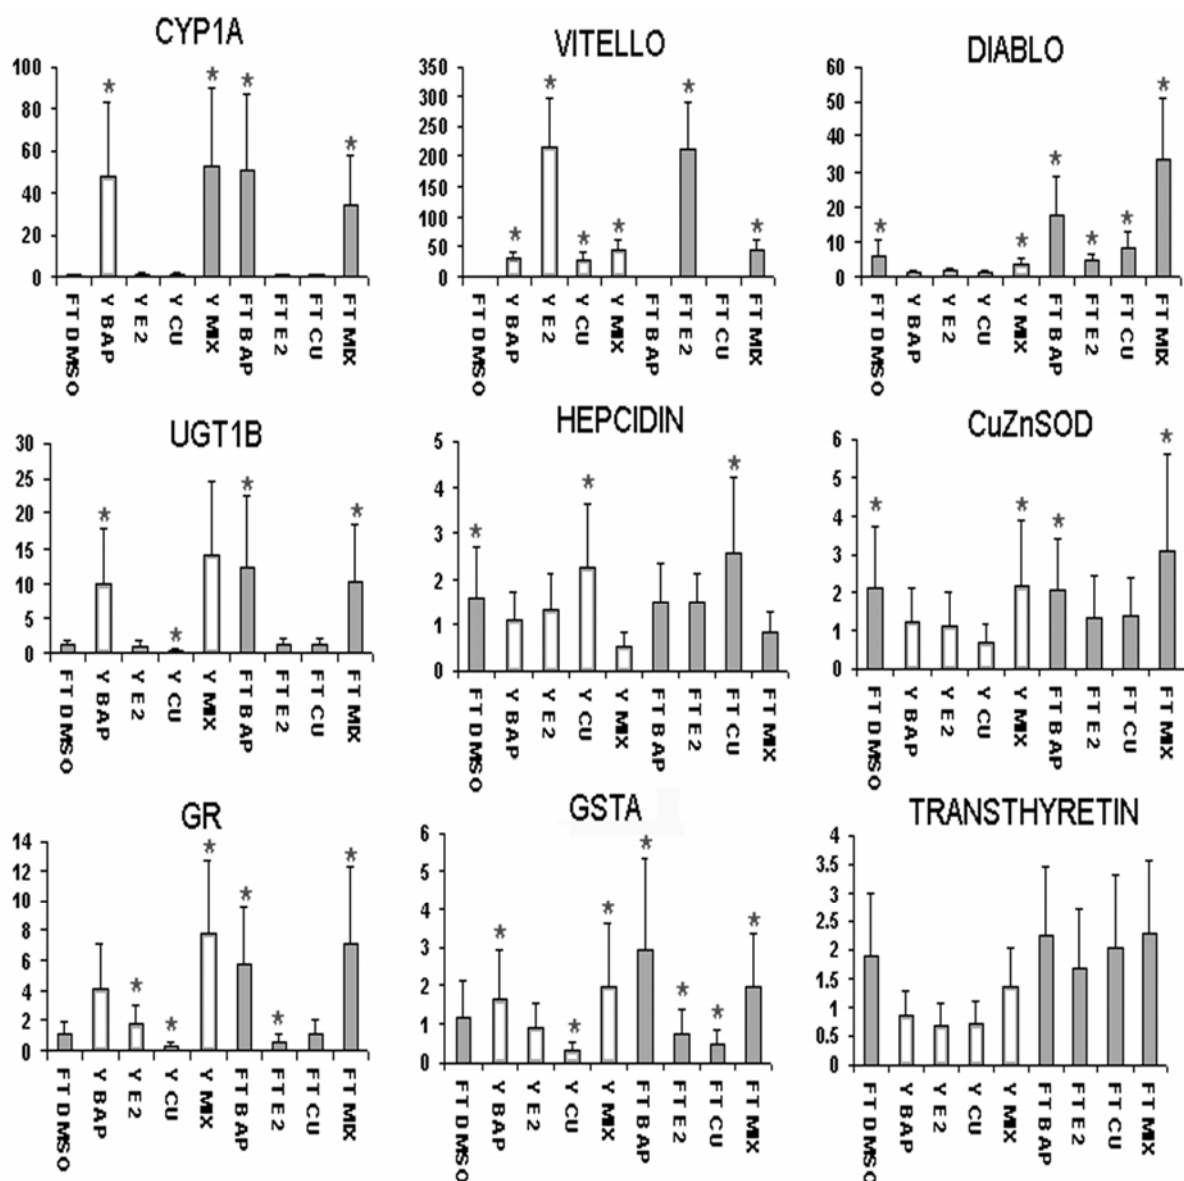 CYP1A
100
80
60
40
20
0
*
*
*
*
FT DMSO
Y BAP
Y E2
Y CU
Y MIX
FT BAP
FT E2
FT CU
FT MIX
VITELLO
350
300
250
200
150
100
50
0
*
*
*
*
*
*
FT DMSO
Y BAP
Y E2
Y CU
Y MIX
FT BAP
FT E2
FT CU
FT MIX
DIABLO
60
50
40
30
20
10
0
*
*
*
*
*
*
FT DMSO
Y BAP
Y E2
Y CU
Y MIX
FT BAP
FT E2
FT CU
FT MIX
UGT1B
30
25
20
15
10
5
0
*
*
*
*
FT DMSO
Y BAP
Y E2
Y CU
Y MIX
FT BAP
FT E2
FT CU
FT MIX
HEPCIDIN
5
4
3
2
1
0
*
*
*
FT DMSO
Y BAP
Y E2
Y CU
Y MIX
FT BAP
FT E2
FT CU
FT MIX
CuZnSOD
6
5
4
3
2
1
0
*
*
*
*
FT DMSO
Y BAP
Y E2
Y CU
Y MIX
FT BAP
FT E2
FT CU
FT MIX
GR
14
12
10
8
6
4
2
0
*
*
*
*
*
*
FT DMSO
Y BAP
Y E2
Y CU
Y MIX
FT BAP
FT E2
FT CU
FT MIX
GSTA
6
5
4
3
2
1
0
*
*
*
*
*
*
*
FT DMSO
Y BAP
Y E2
Y CU
Y MIX
FT BAP
FT E2
FT CU
FT MIX
TRANSTHYRETIN
4
3.5
3
2.5
2
1.5
1
0.5
0
FT DMSO
Y BAP
Y E2
Y CU
Y MIX
FT BAP
FT E2
FT CU
FT MIX